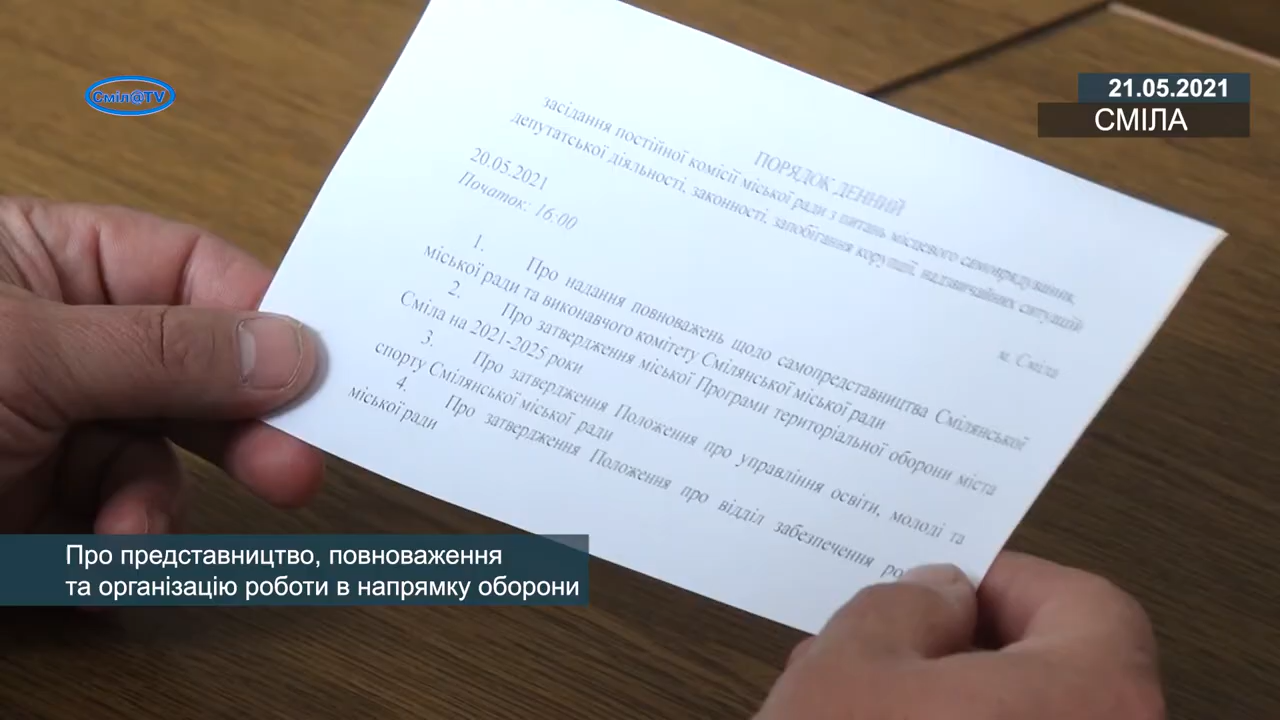 Сміл@TV
21.05.2021
СМІЛА
ПОРЯДОК ДЕННИЙ
засідання постійної комісії міської ради з питань місцевого самоврядування,
депутатської діяльності, законності, запобігання корупції, надзвичайних ситуацій
20.05.2021
м. Сміла
Початок: 16:00
1. Про надання повноважень щодо самопредставництва Смілянської
міської ради та виконавчого комітету Смілянської міської ради
2. Про затвердження міської Програми територіальної оборони міста
Сміла на 2021-2025 роки
3. Про затвердження Положення про управління освіти, молоді та
спорту Смілянської міської ради
4. Про затвердження Положення про відділ забезпечення
міської ради
Про представництво, повноваження
та організацію роботи в напрямку оборони